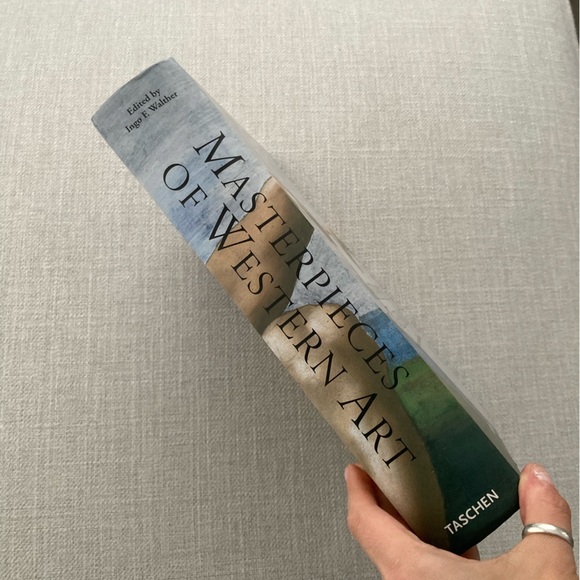 Edited by
Ingo F. Walther
MASTERPIECES
OF WESTERN ART
TASCHEN